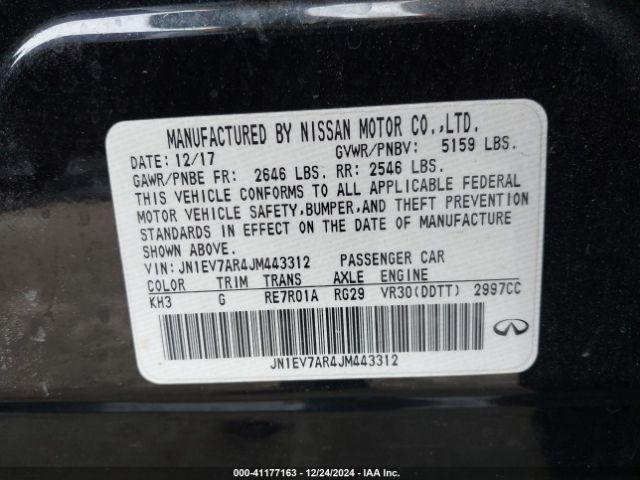 MANUFACTURED BY NISSAN MOTOR CO.,LTD.
DATE: 12/17 GVWR/PNBV: 5159 LBS.
GAWR/PNBE FR: 2646 LBS. RR: 2546 LBS.
THIS VEHICLE CONFORMS TO ALL APPLICABLE FEDERAL
MOTOR VEHICLE SAFETY,BUMPER,AND THEFT PREVENTION
STANDARDS IN EFFECT ON THE DATE OF MANUFACTURE
SHOWN ABOVE.
VIN: JN1EV7AR4JM443312 PASSENGER CAR
COLOR TRIM TRANS AXLE ENGINE
KH3 G RE7R01A RG29 VR30(DDTT) 2997CC
JN1EV7AR4JM443312
000-41177163 - 12/24/2024 - IAAI.COM